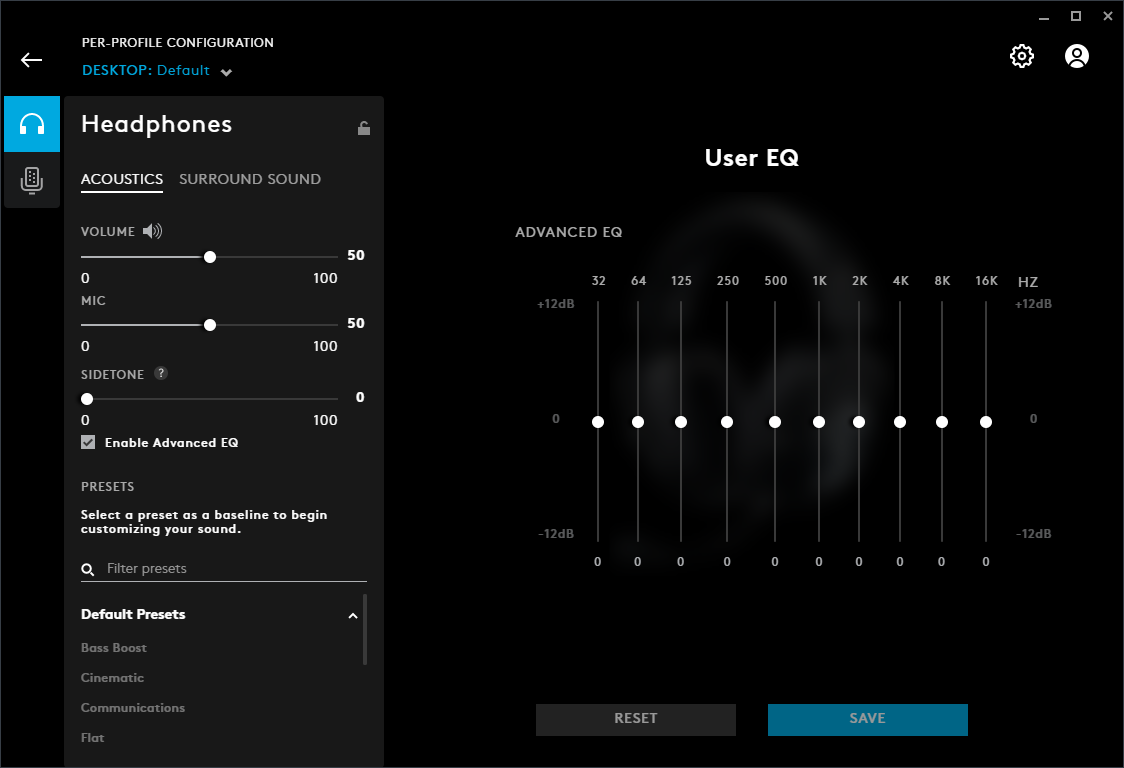 PER-PROFILE CONFIGURATION
DESKTOP: Default
Headphones
ACOUSTICS SURROUND SOUND
VOLUME
50
0 100
MIC
50
0 100
SIDETONE ?
0
0 100
Enable Advanced EQ
PRESETS
Select a preset as a baseline to begin
customizing your sound.
Filter presets
Default Presets
Bass Boost
Cinematic
Communications
Flat
User EQ
ADVANCED EQ
32 64 125 250 500 1K 2K 4K 8K 16K HZ
+12dB +12dB
0 0
-12dB -12dB
0 0 0 0 0 0 0 0 0 0
RESET SAVE